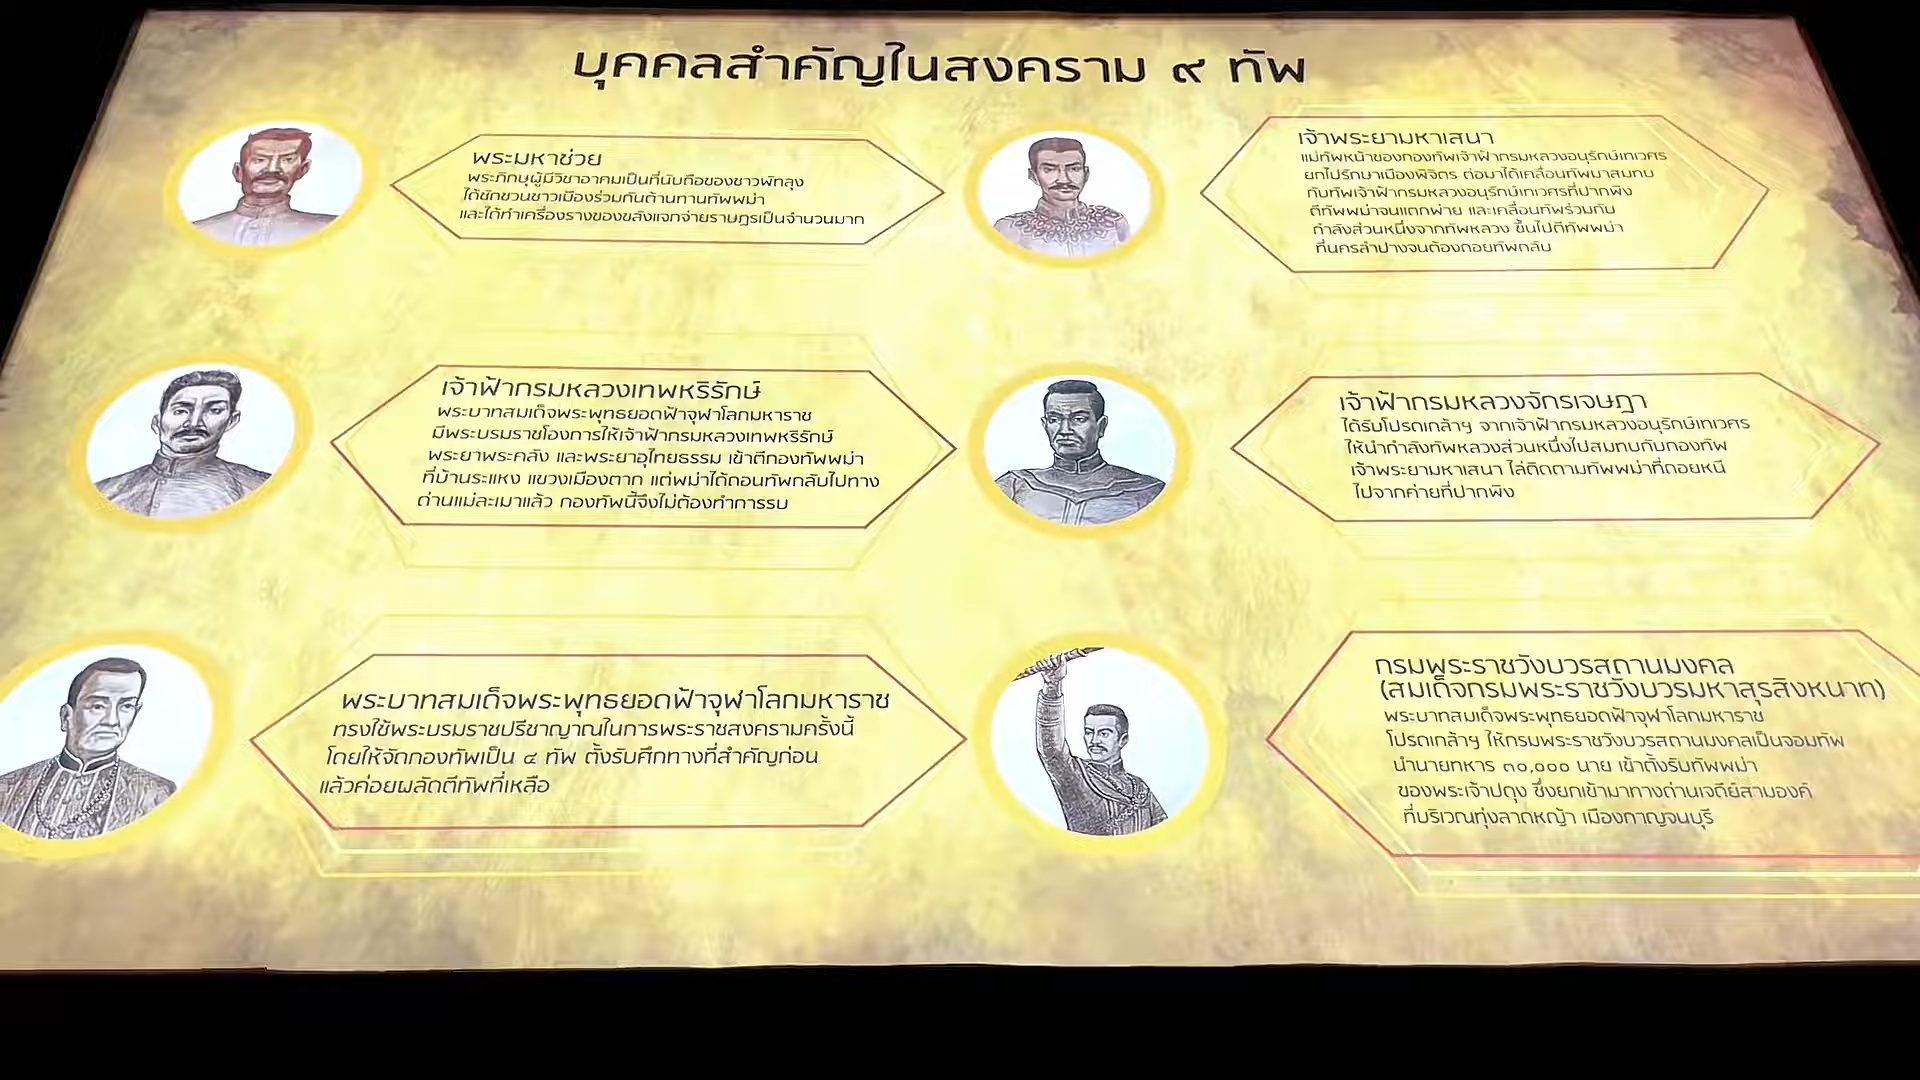 บุคคลสำคัญในสงคราม ๙ ทัพ
พระมหาช่วย
พระภิกษุผู้มีวิชาอาคมเป็นที่นับถือของชาวพัทลุง
ได้ชักชวนชาวเมืองร่วมกันต้านทานทัพพม่า
และได้ทำเครื่องรางของขลังแจกจ่ายราษฎรเป็นจำนวนมาก
เจ้าพระยามหาเสนา
แม่ทัพหน้าของกองทัพเจ้าฟ้ากรมหลวงอนุรักษ์เทเวศร
ยกไปรักษาเมืองพิจิตร ต่อมาได้เคลื่อนทัพมาสมทบ
กับทัพเจ้าฟ้ากรมหลวงอนุรักษ์เทเวศรที่ปากพิง
ตีทัพพม่าจนแตกพ่าย และเคลื่อนทัพร่วมกับ
กำลังส่วนหนึ่งจากทัพหลวง ขึ้นไปตีทัพพม่า
ที่นครลำปางจนต้องถอยทัพกลับ
เจ้าฟ้ากรมหลวงเทพหริรักษ์
พระบาทสมเด็จพระพุทธยอดฟ้าจุฬาโลกมหาราช
มีพระบรมราชโองการให้เจ้าฟ้ากรมหลวงเทพหริรักษ์
พระยาพระคลัง และพระยาอุไทยธรรม เข้าตีกองทัพพม่า
ที่บ้านระแหง แขวงเมืองตาก แต่พม่าได้ถอนทัพกลับไปทาง
ด่านแม่ละเมาแล้ว กองทัพนี้จึงไม่ต้องทำการรบ
เจ้าฟ้ากรมหลวงจักรเจษฎา
ได้รับโปรดเกล้าฯ จากเจ้าฟ้ากรมหลวงอนุรักษ์เทเวศร
ให้นำกำลังทัพหลวงส่วนหนึ่งไปสมทบกับกองทัพ
เจ้าพระยามหาเสนา ไล่ติดตามทัพพม่าที่ถอยหนี
ไปจากค่ายที่ปากพิง
พระบาทสมเด็จพระพุทธยอดฟ้าจุฬาโลกมหาราช
ทรงใช้พระบรมราชปรีชาญาณในการพระราชสงครามครั้งนี้
โดยให้จัดกองทัพเป็น ๔ ทัพ ตั้งรับศึกทางที่สำคัญก่อน
แล้วค่อยผลัดตีทัพที่เหลือ
กรมพระราชวังบวรสถานมงคล
(สมเด็จกรมพระราชวังบวรมหาสุรสิงหนาท)
พระบาทสมเด็จพระพุทธยอดฟ้าจุฬาโลกมหาราช
โปรดเกล้าฯ ให้กรมพระราชวังบวรสถานมงคลเป็นจอมทัพ
นำนายทหาร ๓๐,๐๐๐ นาย เข้าตั้งรับทัพพม่า
ของพระเจ้าปดุง ซึ่งยกเข้ามาทางด่านเจดีย์สามองค์
ที่บริเวณทุ่งลาดหญ้า เมืองกาญจนบุรี